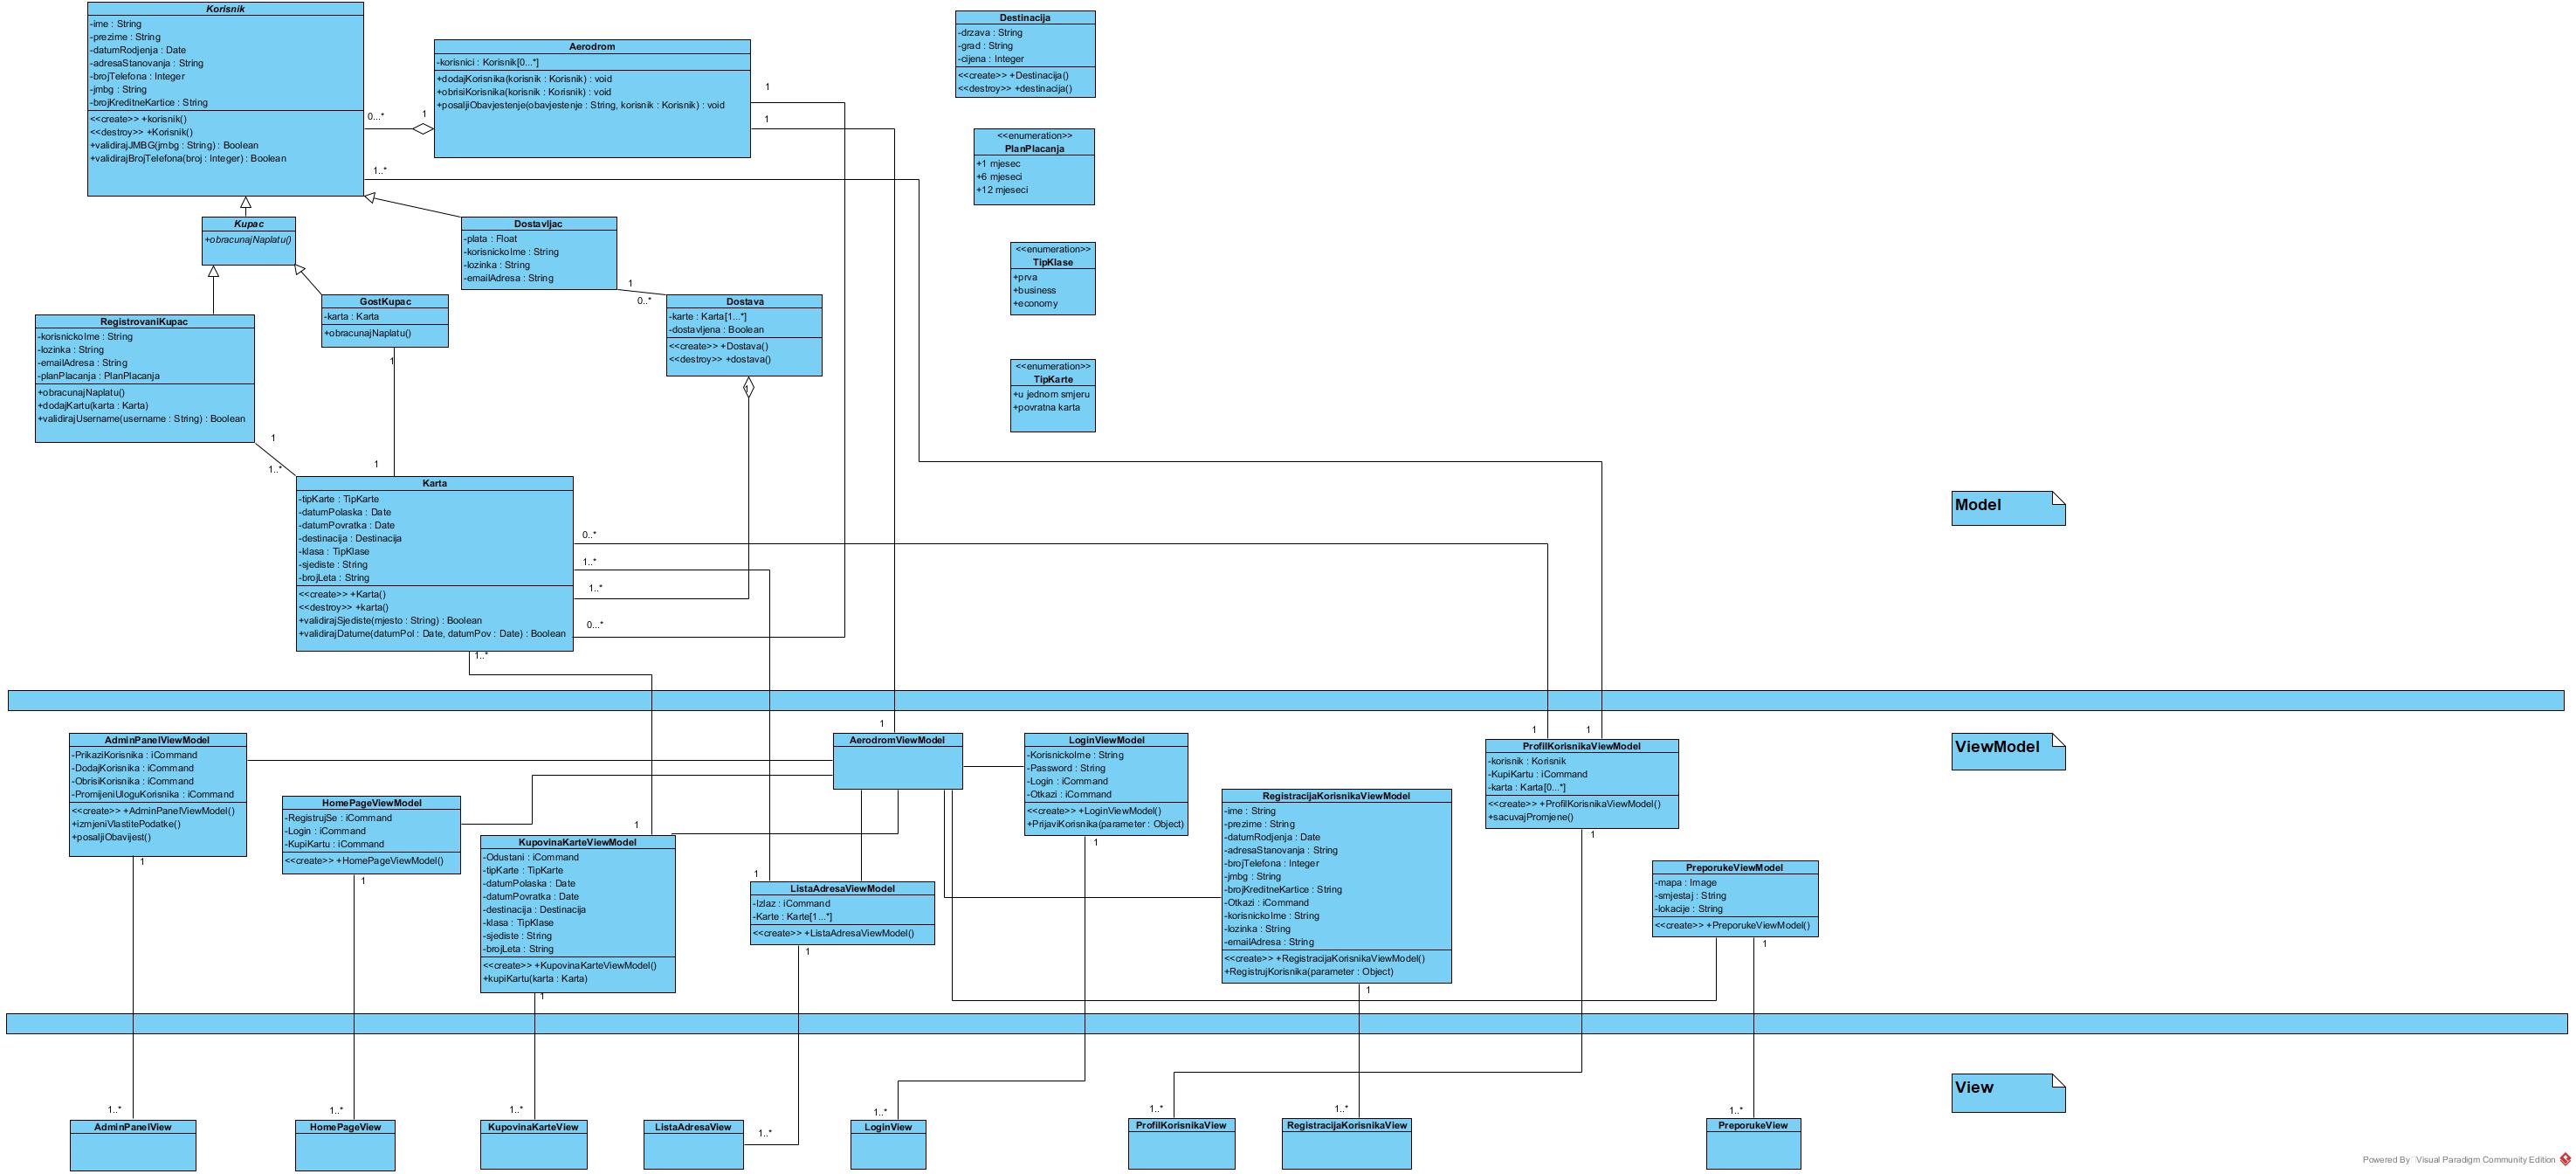 Korisnik
-ime : String
-prezime : String
-datumRodjenja : Date
-adresaStanovanja : String
-brojTelefona : Integer
-jmbg : String
-brojKreditneKartice : String
<<create>> +korisnik()
<<destroy>> +Korisnik()
+validirajJMBG(jmbg : String) : Boolean
+validirajBrojTelefona(broj : Integer) : Boolean
0...*
1
1..*
Aerodrom
-korisnici : Korisnik[0...*]
+dodajKorisnika(korisnik : Korisnik) : void
+obrisiKorisnika(korisnik : Korisnik) : void
+posaljiObavjestenje(obavjestenje : String, korisnik : Korisnik) : void
1
1
Destinacija
-drzava : String
-grad : String
-cijena : Integer
<<create>> +Destinacija()
<<destroy>> +destinacija()
<<enumeration>>
PlanPlacanja
+1 mjesec
+6 mjeseci
+12 mjeseci
<<enumeration>>
TipKlase
+prva
+business
+economy
<<enumeration>>
TipKarte
+u jednom smjeru
+povratna karta
Kupac
+obracunajNaplatu()
Dostavljac
-plata : Float
-korisnickoIme : String
-lozinka : String
-emailAdresa : String
1
0..*
GostKupac
-karta : Karta
+obracunajNaplatu()
1
1
Dostava
-karte : Karta[1...*]
-dostavljena : Boolean
<<create>> +Dostava()
<<destroy>> +dostava()
1
RegistrovaniKupac
-korisnickoIme : String
-lozinka : String
-emailAdresa : String
-planPlacanja : PlanPlacanja
+obracunajNaplatu()
+dodajKartu(karta : Karta)
+validirajUsername(username : String) : Boolean
1
1..*
Karta
-tipKarte : TipKarte
-datumPolaska : Date
-datumPovratka : Date
-destinacija : Destinacija
-klasa : TipKlase
-sjediste : String
-brojLeta : String
<<create>> +Karta()
<<destroy>> +karta()
+validirajSjediste(mjesto : String) : Boolean
+validirajDatume(datumPol : Date, datumPov : Date) : Boolean
0..*
1..*
1..*
0...*
1..*
Model
AdminPanelViewModel
-PrikaziKorisnika : iCommand
-DodajKorisnika : iCommand
-ObrisiKorisnika : iCommand
-PromijeniUloguKorisnika : iCommand
<<create>> +AdminPanelViewModel()
+izmjeniVlastitePodatke()
+posaljiObavijest()
1
HomePageViewModel
-RegistrujSe : iCommand
-Login : iCommand
-KupiKartu : iCommand
<<create>> +HomePageViewModel()
1
1
KupovinaKarteViewModel
-Odustani : iCommand
-tipKarte : TipKarte
-datumPolaska : Date
-datumPovratka : Date
-destinacija : Destinacija
-klasa : TipKlase
-sjediste : String
-brojLeta : String
<<create>> +KupovinaKarteViewModel()
+kupiKartu(karta : Karta)
1
1
AerodromViewModel
1
ListaAdresaViewModel
-Izlaz : iCommand
-Karte : Karte[1...*]
<<create>> +ListaAdresaViewModel()
1
LoginViewModel
-KorisnickoIme : String
-Password : String
-Login : iCommand
-Otkazi : iCommand
<<create>> +LoginViewModel()
+PrijaviKorisnika(parameter : Object)
1
RegistracijaKorisnikaViewModel
-ime : String
-prezime : String
-datumRodjenja : Date
-adresaStanovanja : String
-brojTelefona : Integer
-jmbg : String
-brojKreditneKartice : String
-Otkazi : iCommand
-korisnickoIme : String
-lozinka : String
-emailAdresa : String
<<create>> +RegistracijaKorisnikaViewModel()
+RegistrujKorisnika(parameter : Object)
1
1
1
ProfilKorisnikaViewModel
-korisnik : Korisnik
-KupiKartu : iCommand
-karta : Karta[0...*]
<<create>> +ProfilKorisnikaViewModel()
+sacuvajPromjene()
1
PreporukeViewModel
-mapa : Image
-smjestaj : String
-lokacije : String
<<create>> +PreporukeViewModel()
1
ViewModel
1..*
AdminPanelView
1..*
HomePageView
1..*
KupovinaKarteView
ListaAdresaView
1..*
1..*
LoginView
1..*
ProfilKorisnikaView
1..*
RegistracijaKorisnikaView
1..*
PreporukeView
View
Powered By Visual Paradigm Community Edition